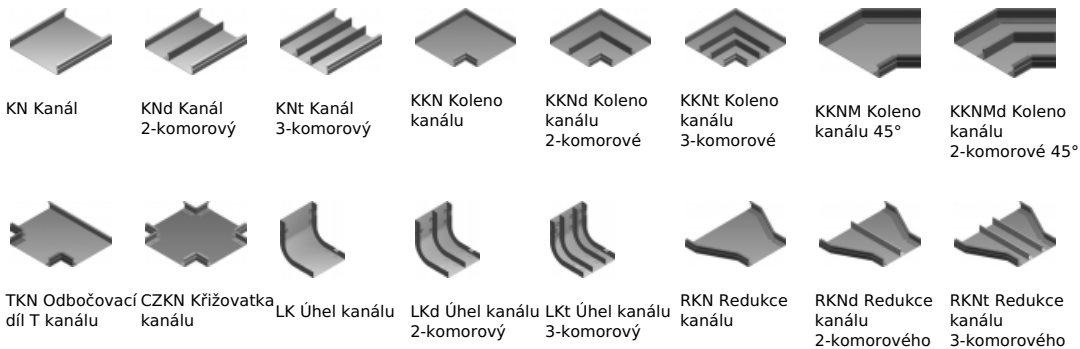 KN Kanál
KNd Kanál
2-komorový
KNt Kanál
3-komorový
KKN Koleno
kanálu
KKNd Koleno
kanálu
2-komorové
KKNt Koleno
kanálu
3-komorové
KKNM Koleno
kanálu 45°
KKNMd Koleno
kanálu
2-komorové 45°
TKN Odbočovací
díl T kanálu
CZKN Křižovatka
kanálu
LK Úhel kanálu
LKd Úhel kanálu
2-komorový
LKt Úhel kanálu
3-komorový
RKN Redukce
kanálu
RKNd Redukce
kanálu
2-komorového
RKNt Redukce
kanálu
3-komorového